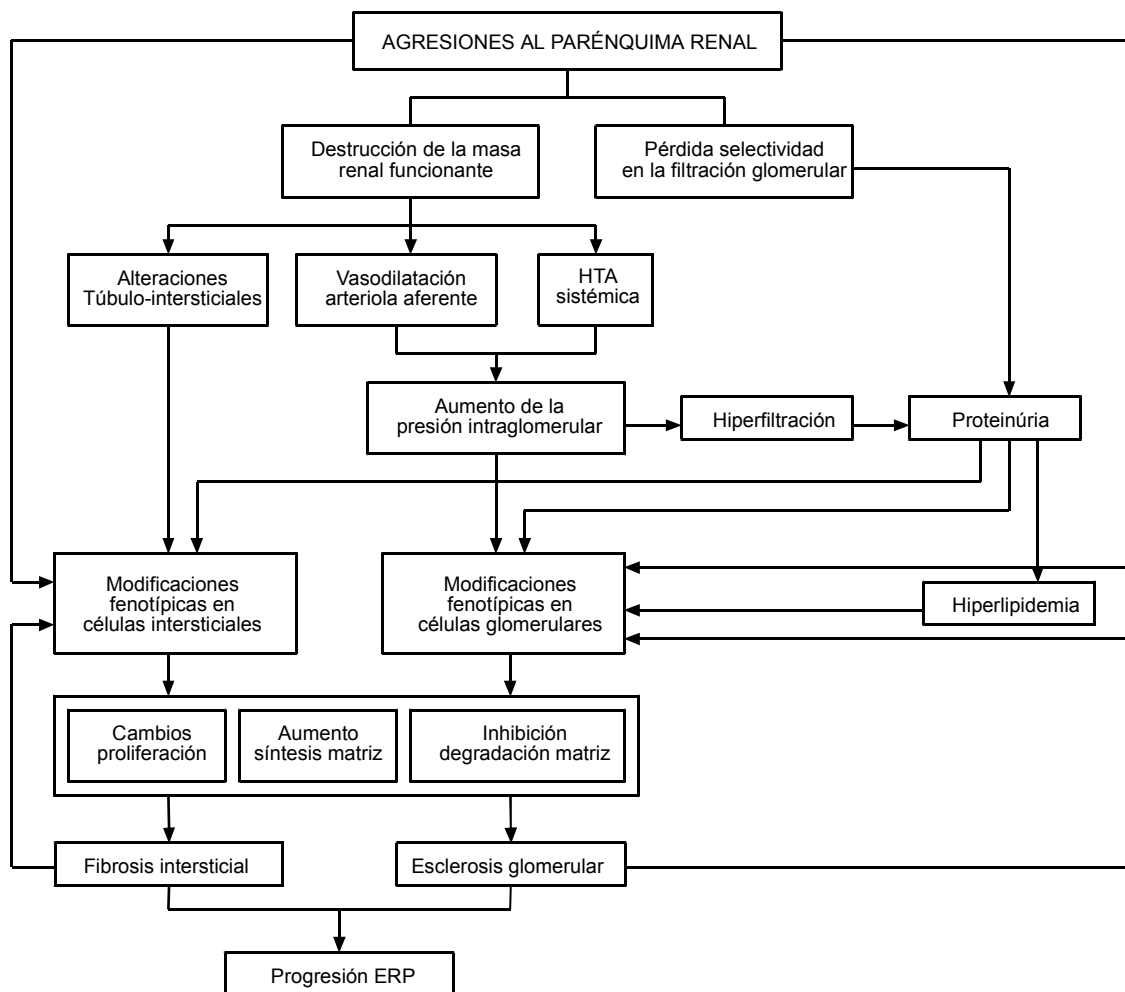 AGRESIONES AL PARÉNQUIMA RENAL
Destrucción de la masa
renal funcionante
Pérdida selectividad
en la filtración glomerular
Alteraciones
Túbulo-intersticiales
Vasodilatación
arteriola aferente
HTA
sistémica
Aumento de la
presión intraglomerular
Hiperfiltración
Proteinúria
Modificaciones
fenotípicas en
células intersticiales
Modificaciones
fenotípicas en
células glomerulares
Hiperlipidemia
Cambios
proliferación
Aumento
síntesis matriz
Inhibición
degradación matriz
Fibrosis intersticial
Esclerosis glomerular
Progresión ERP